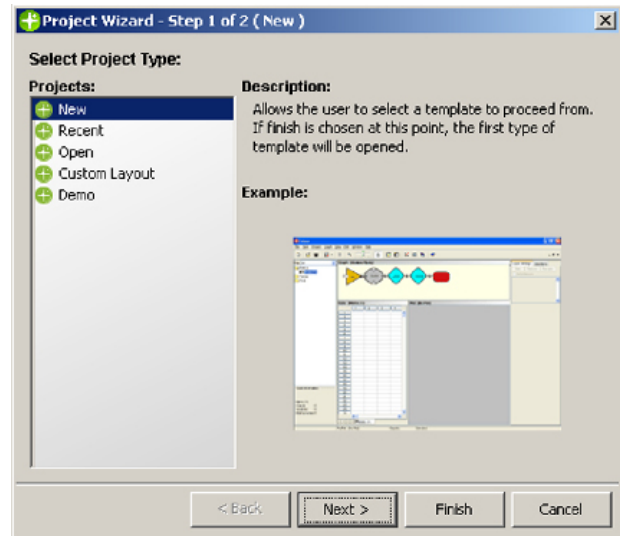 Project Wizard - Step 1 of 2 ( New )
Select Project Type:
Projects:
New
Recent
Open
Custom Layout
Demo
Description:
Allows the user to select a template to proceed from.
If finish is chosen at this point, the first type of
template will be opened.
Example:
< Back
Next >
Finish
Cancel